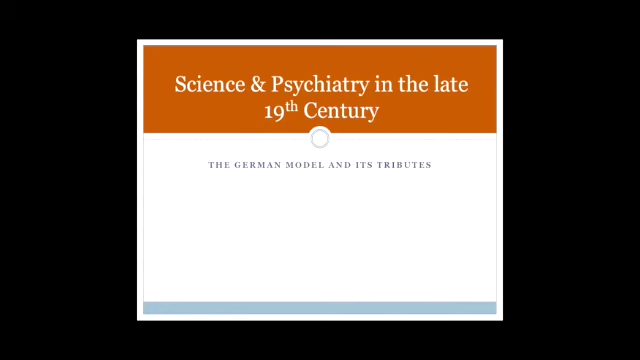 Science & Psychiatry in the late
19th Century
THE GERMAN MODEL AND ITS TRIBUTES